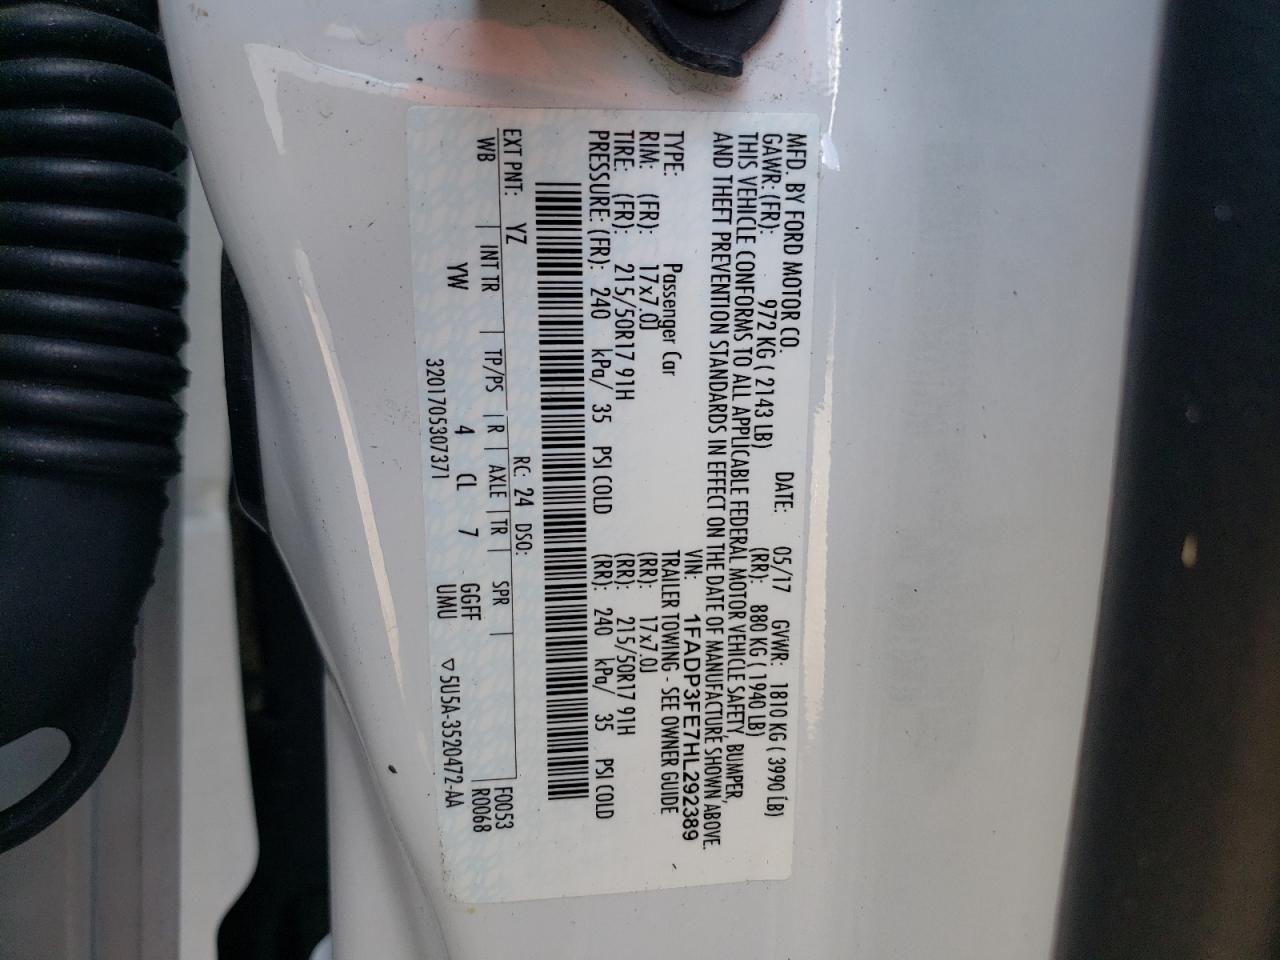 MFD. BY FORD MOTOR CO.
DATE: 05/17 GVWR: 1810 KG ( 3990 LB)
GAWR: (FR): 972 KG ( 2143 LB) (RR): 880 KG ( 1940 LB)
THIS VEHICLE CONFORMS TO ALL APPLICABLE FEDERAL MOTOR VEHICLE SAFETY, BUMPER,
AND THEFT PREVENTION STANDARDS IN EFFECT ON THE DATE OF MANUFACTURE SHOWN ABOVE.
VIN: 1FADP3FE7HL292389
TYPE: Passenger Car TRAILER TOWING - SEE OWNER GUIDE
RIM: (FR): 17x7.0J (RR): 17x7.0J
TIRE: (FR): 215/50R17 91H (RR): 215/50R17 91H
PRESSURE: (FR): 240 kPa/ 35 PSI COLD (RR): 240 kPa/ 35 PSI COLD
EXT PNT: YZ RC: 24 DSO: F0053
WB INT TR TP/PS R AXLE TR SPR R0068
YW 4 CL 7 GGFF
3201705307371 UMU ▽5U5A-3520472-AA